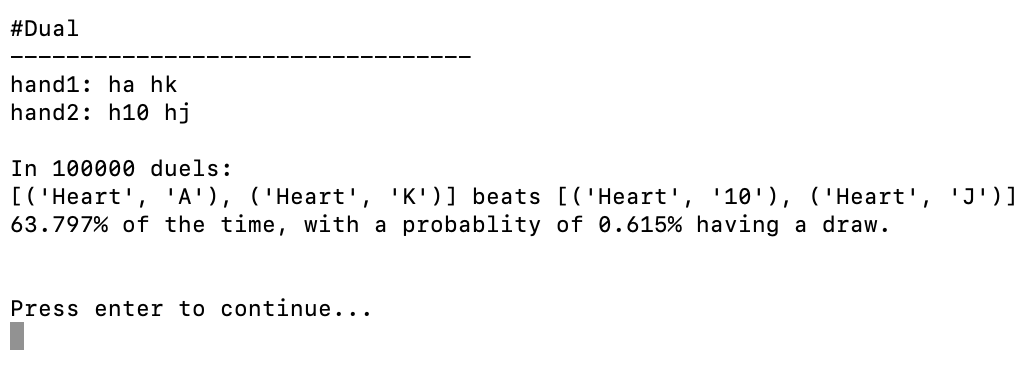 #Dual
---------------------------------
hand1: ha hk
hand2: h10 hj
In 100000 duels:
[('Heart', 'A'), ('Heart', 'K')] beats [('Heart', '10'), ('Heart', 'J')]
63.797% of the time, with a probablity of 0.615% having a draw.
Press enter to continue...